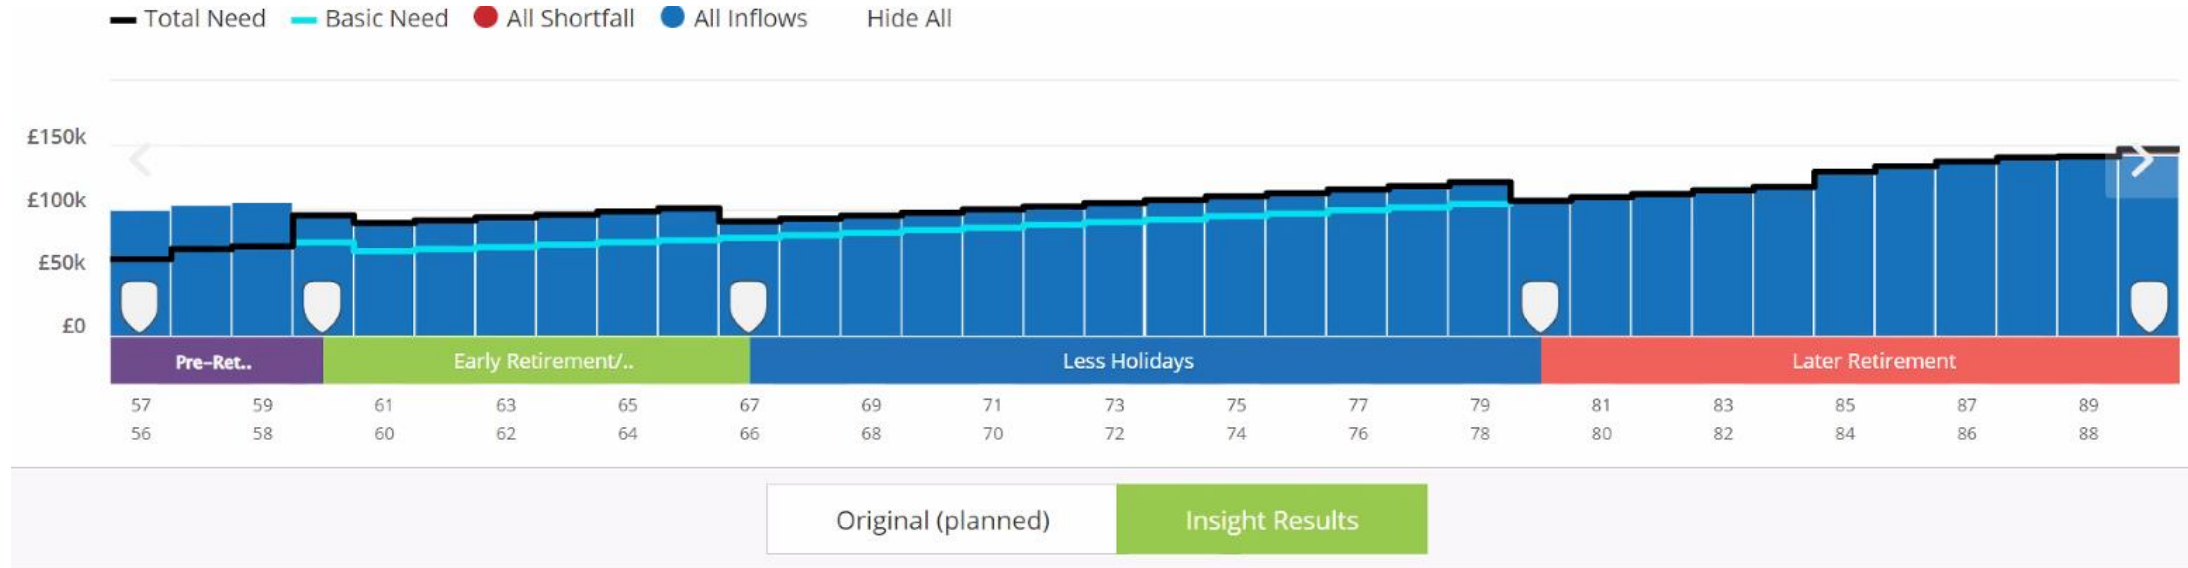 Total Need Basic Need All Shortfall All Inflows Hide All
£150k
£100k
£50k
£0
Pre–Ret.. Early Retirement/.. Less Holidays Later Retirement
57 59 61 63 65 67 69 71 73 75 77 79 81 83 85 87 89
56 58 60 62 64 66 68 70 72 74 76 78 80 82 84 86 88
Original (planned) Insight Results